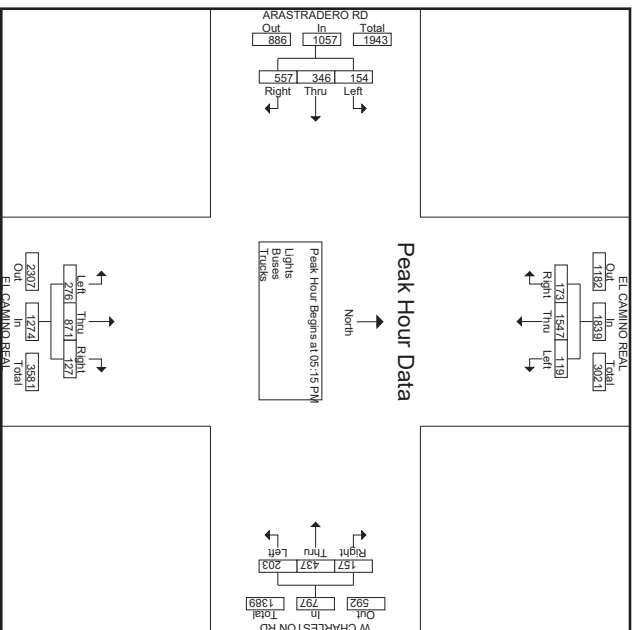 ARASTRADERO RD
Out In Total
886 1057 1943
557 346 154
Right Thru Left
EL CAMINO REAL
Out In Total
1182 1839 3021
173 1547 119
Right Thru Left
Peak Hour Data
North
Peak Hour Begins at 05:15 PM
Lights
Buses
Trucks
Left Thru Right
276 871 127
2307 1274 3581
Out In Total
EL CAMINO REAL
Left Thru Right
203 437 157
1389 797 592
Total In Out
W CHARLESTON RD